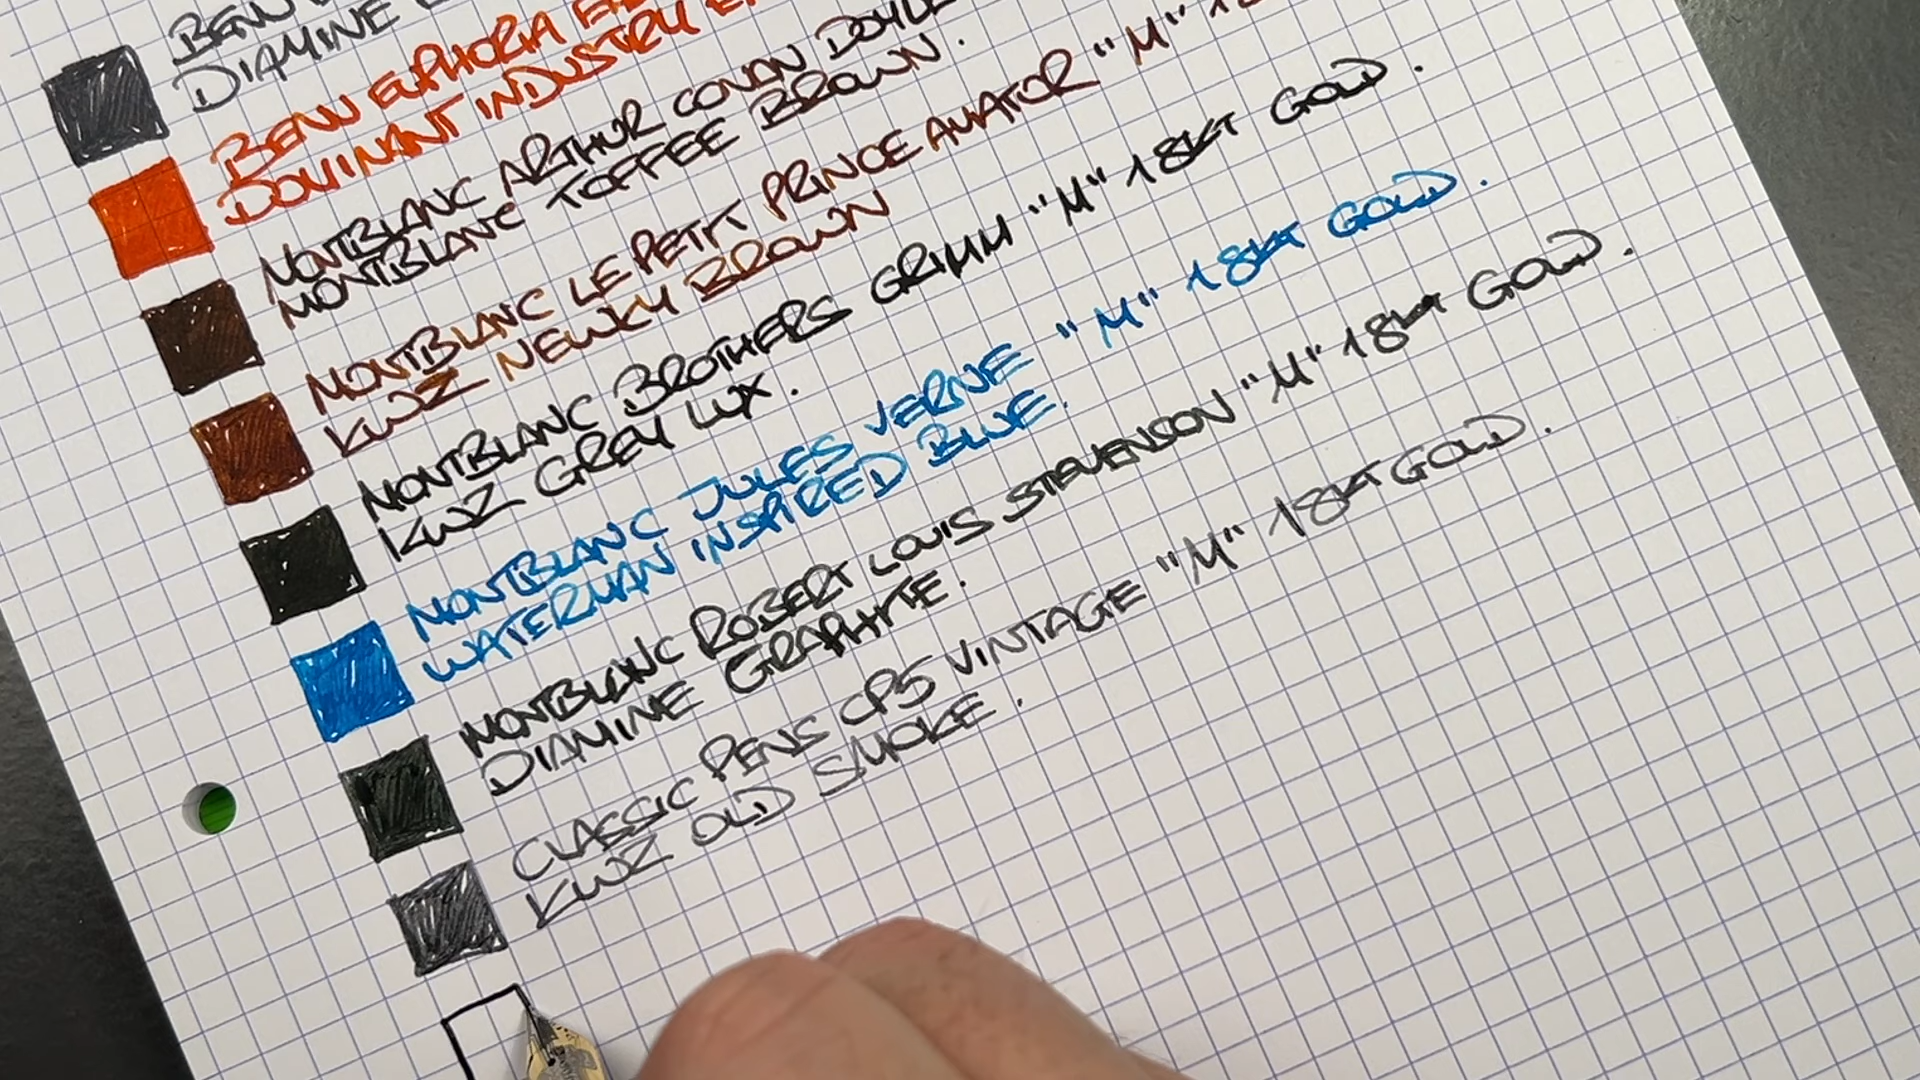 BENU
DIAMINE
BENU EUPHORIA
DOMINANT INDUSTRY
MONTBLANC ARTHUR CONAN DOYLE
MONTBLANC TOFFEE BROWN.
MONTBLANC LE PETIT PRINCE AVIATOR "M"
KWZ NEWKY BROWN
MONTBLANC BROTHERS GRIMM "M" 18KT GOLD.
KWZ GREY LUX.
MONTBLANC JULES VERNE "M" 18KT GOLD.
WATERMAN INSPIRED BLUE.
MONTBLANC ROBERT LOUIS STEVENSON "M" 18KT GOLD.
DIAMINE GRAPHITE.
CLASSIC PENS CP5 VINTAGE "M" 18KT GOLD.
KWZ OLD SMOKE.